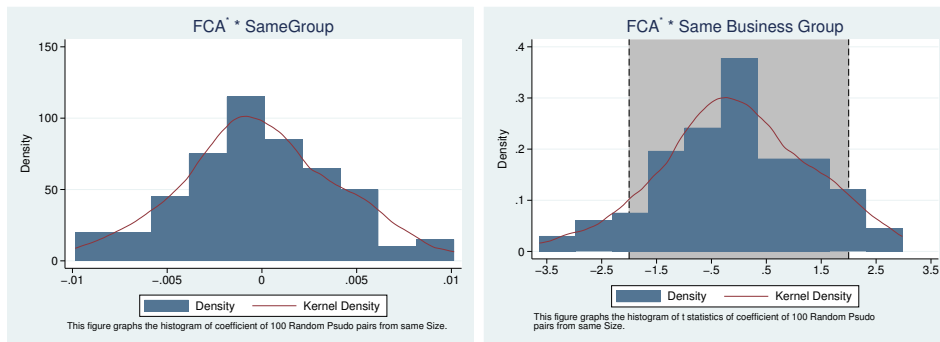 FCA* * SameGroup
150
100
50
0
Density
−.01
−.005
0
.005
.01
Density
Kernel Density
This figure graphs the histogram of coefficient of 100 Random Psudo pairs from same Size.
FCA* * Same Business Group
.4
.3
.2
.1
0
Density
−3.5
−2.5
−1.5
−.5
.5
1.5
2.5
3.5
Density
Kernel Density
This figure graphs the histogram of t statistics of coefficient of 100 Random Psudo
pairs from same Size.